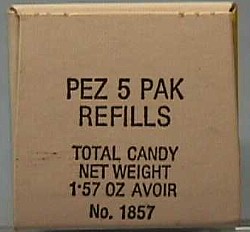 PEZ 5 PAK
REFILLS
TOTAL CANDY
NET WEIGHT
1·57 OZ AVOIR
No. 1857